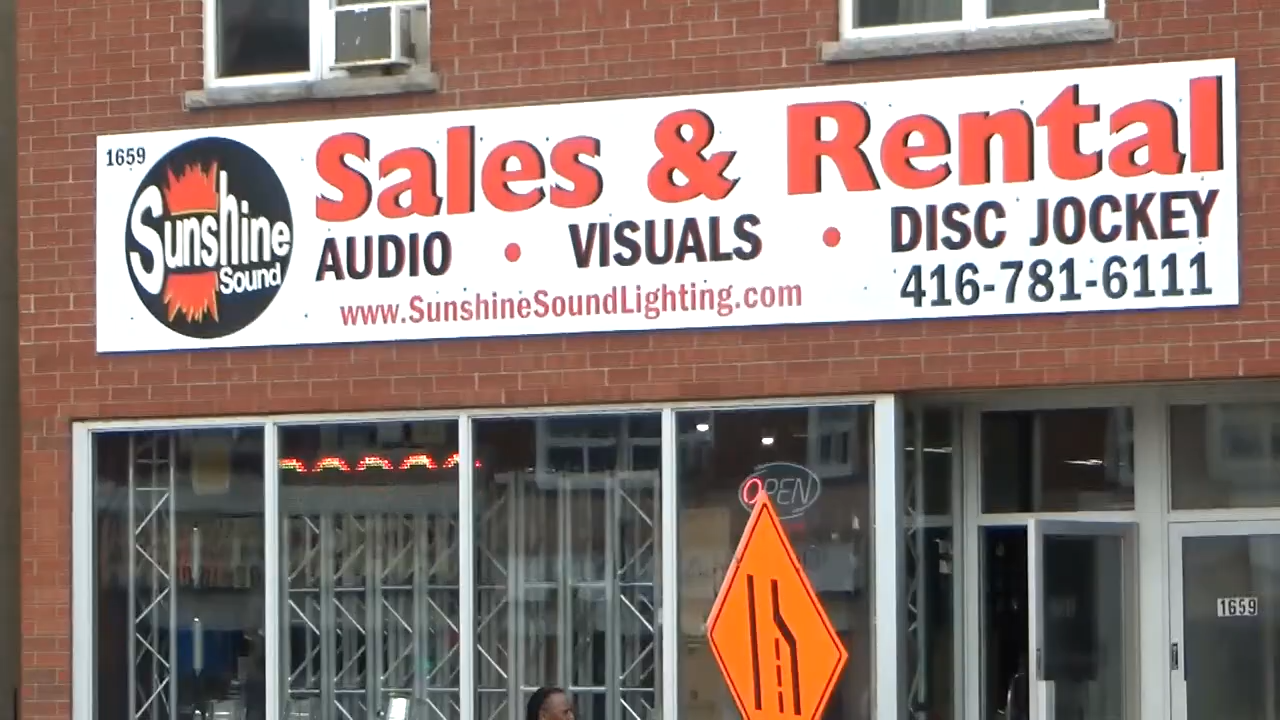 1659
Sunshine
Sound
Sales & Rental
AUDIO • VISUALS • DISC JOCKEY
www.SunshineSoundLighting.com
416-781-6111
OPEN
1659